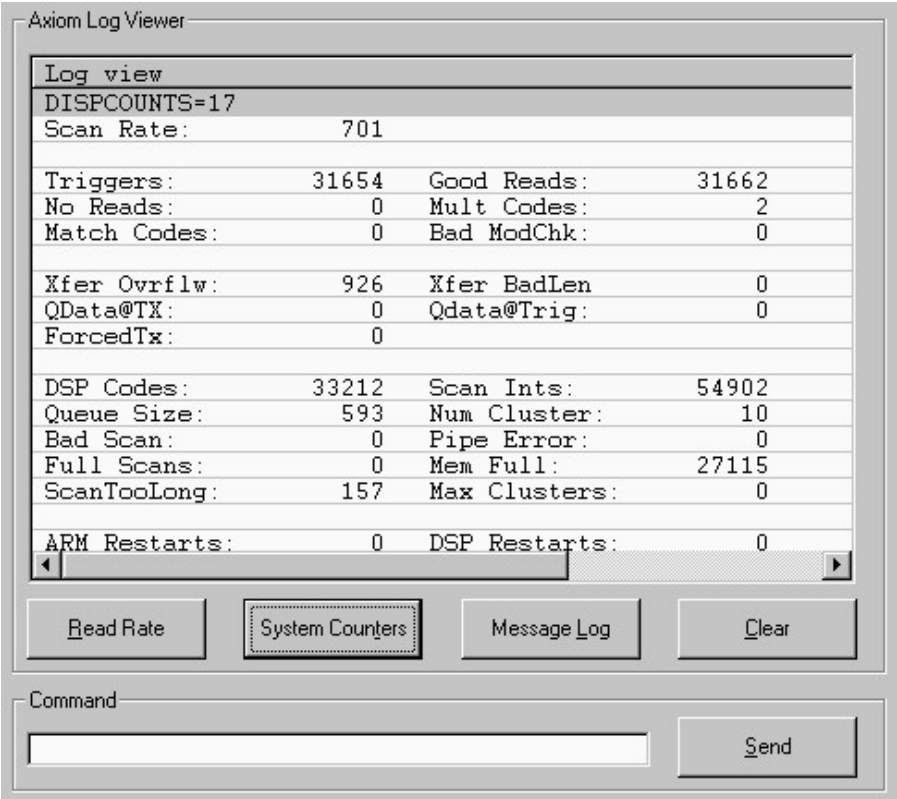 Axiom Log Viewer
Log view
DISPCOUNTS=17
Scan Rate: 701
Triggers: 31654 Good Reads: 31662
No Reads: 0 Mult Codes: 2
Match Codes: 0 Bad ModChk: 0
Xfer Ovrflw: 926 Xfer BadLen 0
QData@TX: 0 Qdata@Trig: 0
ForcedTx: 0
DSP Codes: 33212 Scan Ints: 54902
Queue Size: 593 Num Cluster: 10
Bad Scan: 0 Pipe Error: 0
Full Scans: 0 Mem Full: 27115
ScanTooLong: 157 Max Clusters: 0
ARM Restarts: 0 DSP Restarts: 0
Read Rate System Counters Message Log Clear
Command
Send